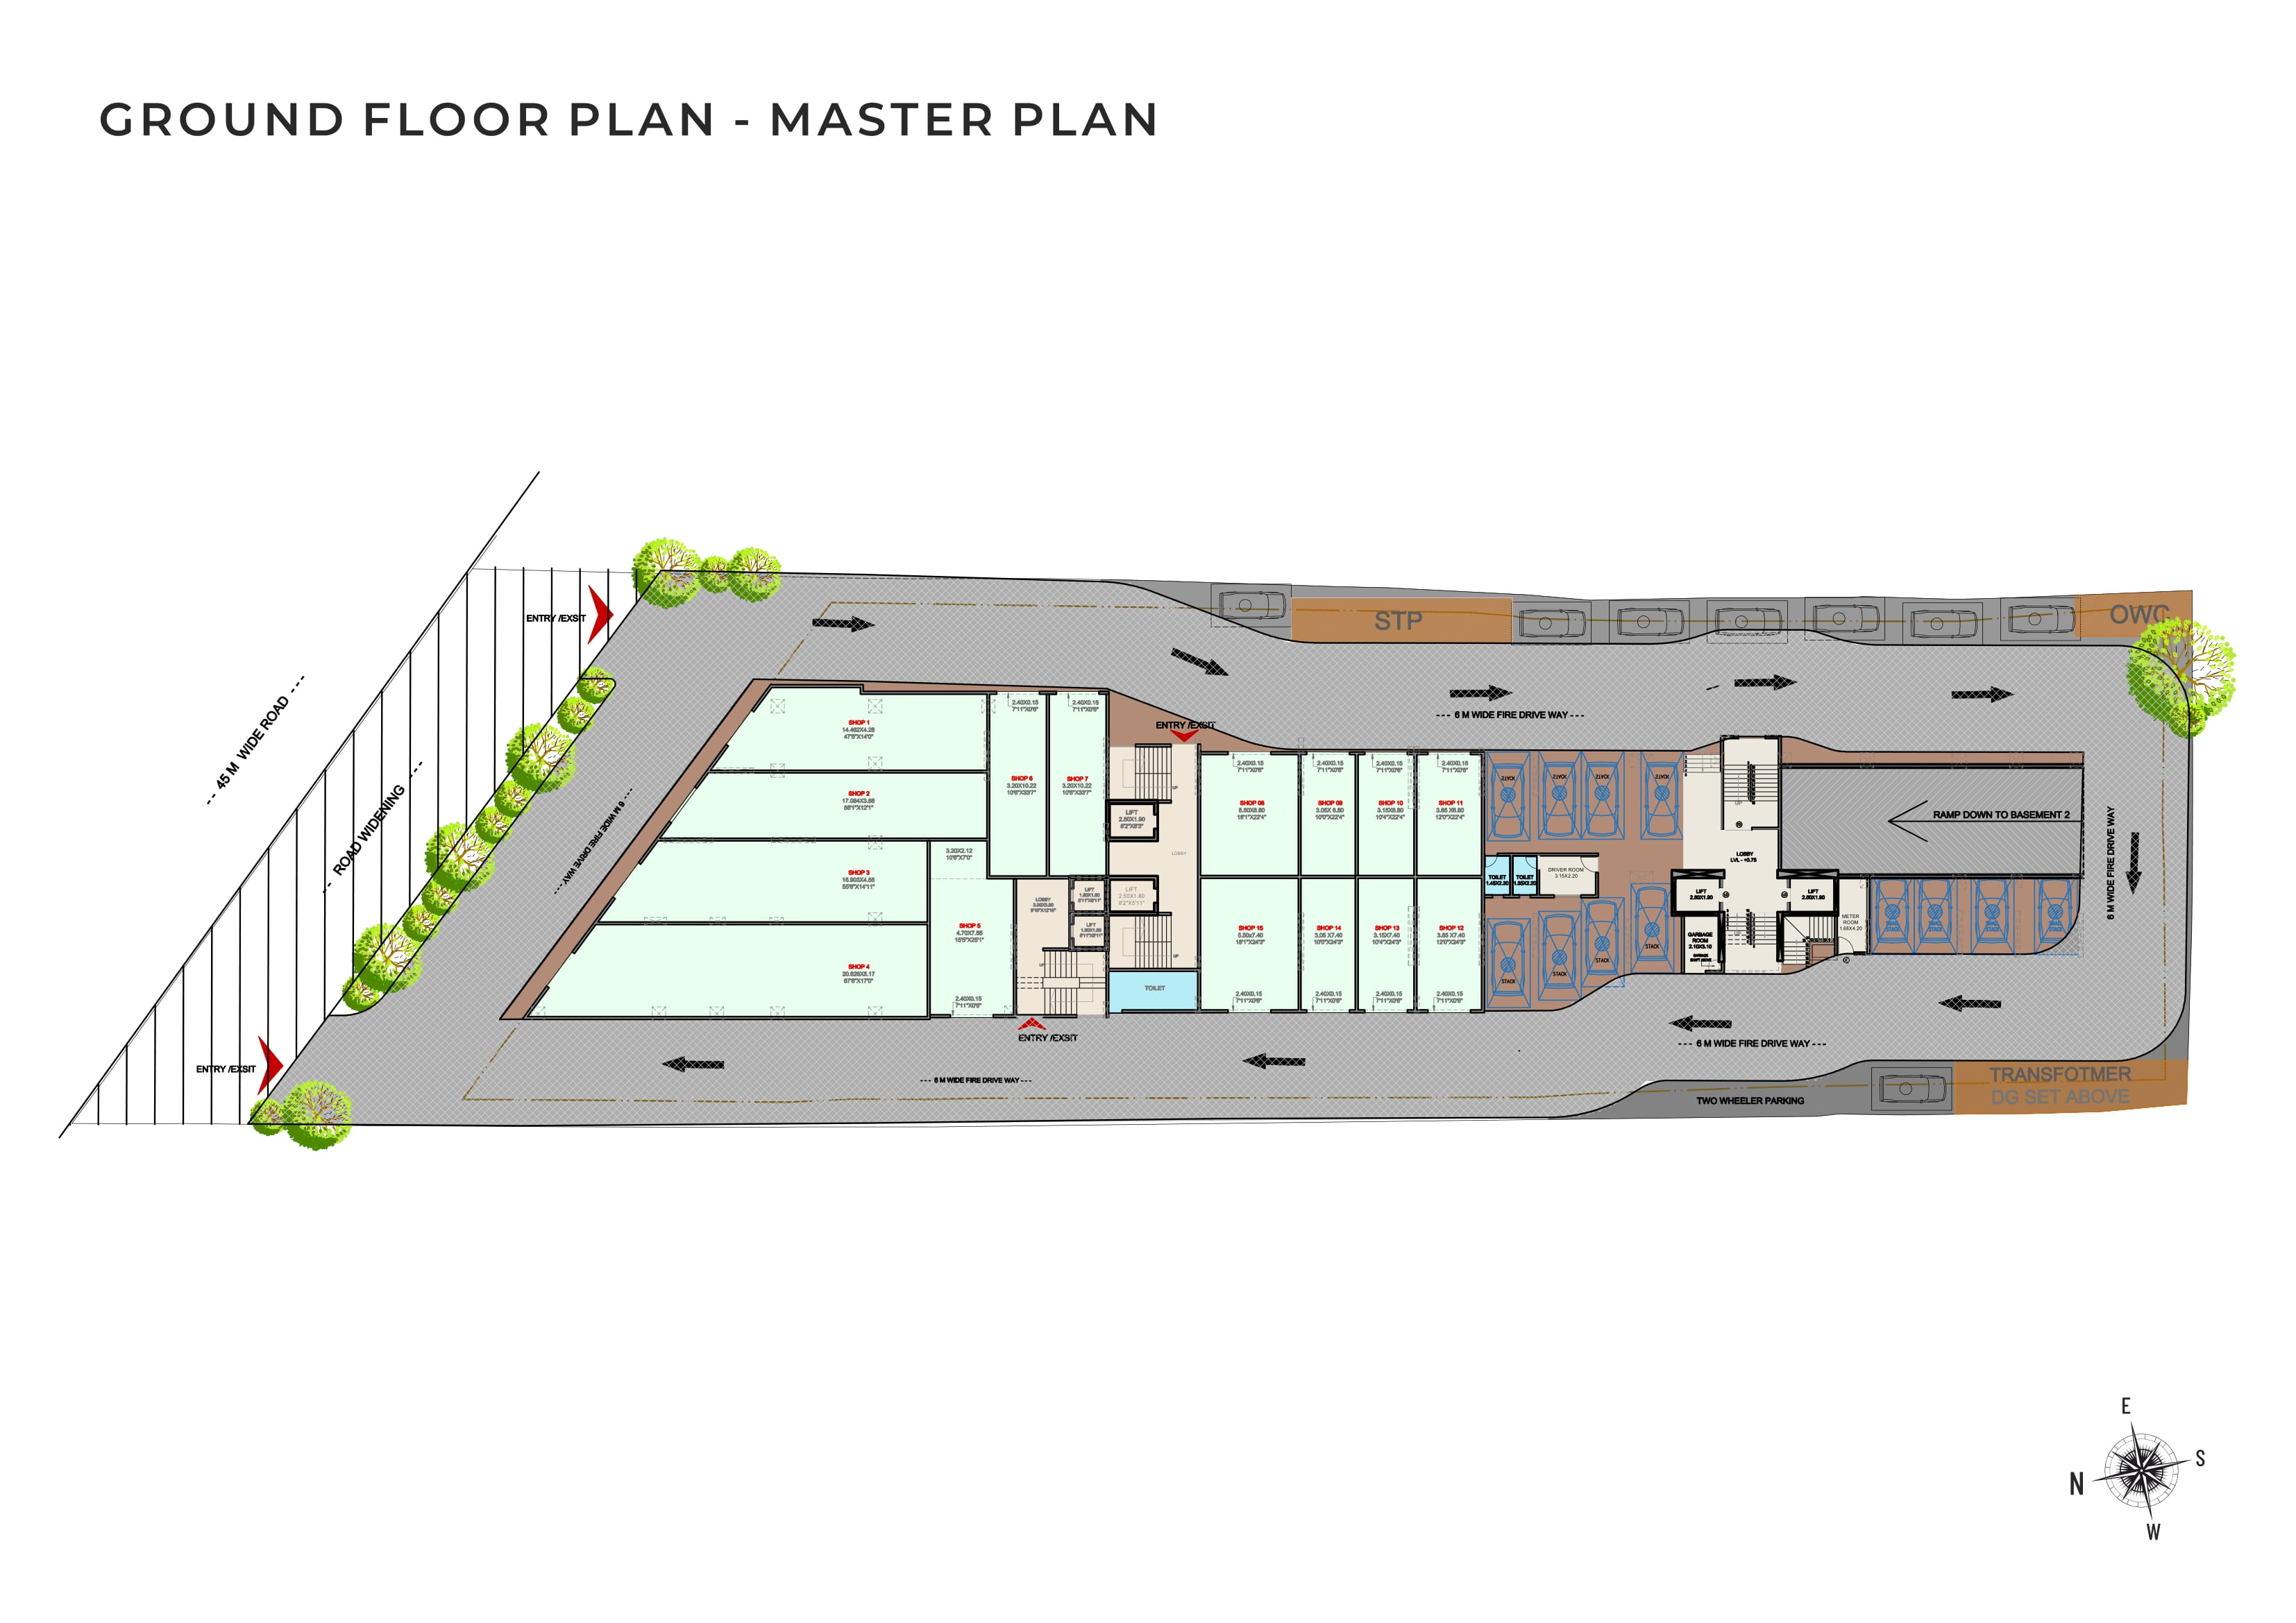 GROUND FLOOR PLAN - MASTER PLAN
-- 45 M WIDE ROAD ---
-- ROAD WIDENING ---
ENTRY /EXSIT
ENTRY /EXSIT
--- 6 M WIDE FIRE DRIVE WAY---
STP
OWC
--- 6 M WIDE FIRE DRIVE WAY ---
ENTRY /EXSIT
SHOP 1
14.462X4.28
47'5"X14'0"
SHOP 2
17.084X3.68
56'1"X12'1"
SHOP 3
16.903X4.55
55'6"X14'11"
SHOP 4
20.626X5.17
67'8"X17'0"
3.20X2.12
10'6"X7'0"
SHOP 5
4.70X7.65
15'5"X25'1"
2.40X0.15
7'11"X0'6"
2.40X0.15
7'11"X0'6"
SHOP 6
3.20X10.22
10'6"X33'7"
2.40X0.15
7'11"X0'6"
SHOP 7
3.20X10.22
10'6"X33'7"
LOBBY
LIFT
LIFT
UP
ENTRY /EXSIT
UP
LIFT
2.50X1.90
8'2"X6'3"
LOBBY
LIFT
2.50X1.80
8'2"X5'11"
UP
TOILET
2.40X0.15
7'11"X0'6"
SHOP 08
5.50X6.80
18'1"X22'4"
2.40X0.15
7'11"X0'6"
SHOP 09
3.05X 6.80
10'0"X22'4"
2.40X0.15
7'11"X0'6"
SHOP 10
3.15X6.80
10'4"X22'4"
2.40X0.15
7'11"X0'6"
SHOP 11
3.65 X6.80
12'0"X22'4"
SHOP 15
5.50x7.40
18'1"X24'3"
2.40X0.15
7'11"X0'6"
SHOP 14
3.05 X7.40
10'0"X24'3"
2.40X0.15
7'11"X0'6"
SHOP 13
3.15X7.40
10'4"X24'3"
2.40X0.15
7'11"X0'6"
SHOP 12
3.65 X7.40
12'0"X24'3"
2.40X0.15
7'11"X0'6"
STACK
STACK
STACK
STACK
TOILET
1.45X2.20
TOILET
1.35X2.20
DRIVER ROOM
3.15X2.20
STACK
STACK
STACK
STACK
UP
LOBBY
LVL - +0.75
LIFT
2.50X1.90
LIFT
2.50X1.90
GARBAGE
ROOM
2.10X3.10
UP
METER
ROOM
1.68X4.20
RAMP DOWN TO BASEMENT 2
STACK
STACK
STACK
STACK
6 M WIDE FIRE DRIVE WAY
--- 6 M WIDE FIRE DRIVE WAY ---
--- 6 M WIDE FIRE DRIVE WAY ---
TWO WHEELER PARKING
TRANSFOTMER
DG SET ABOVE
E
S
N
W